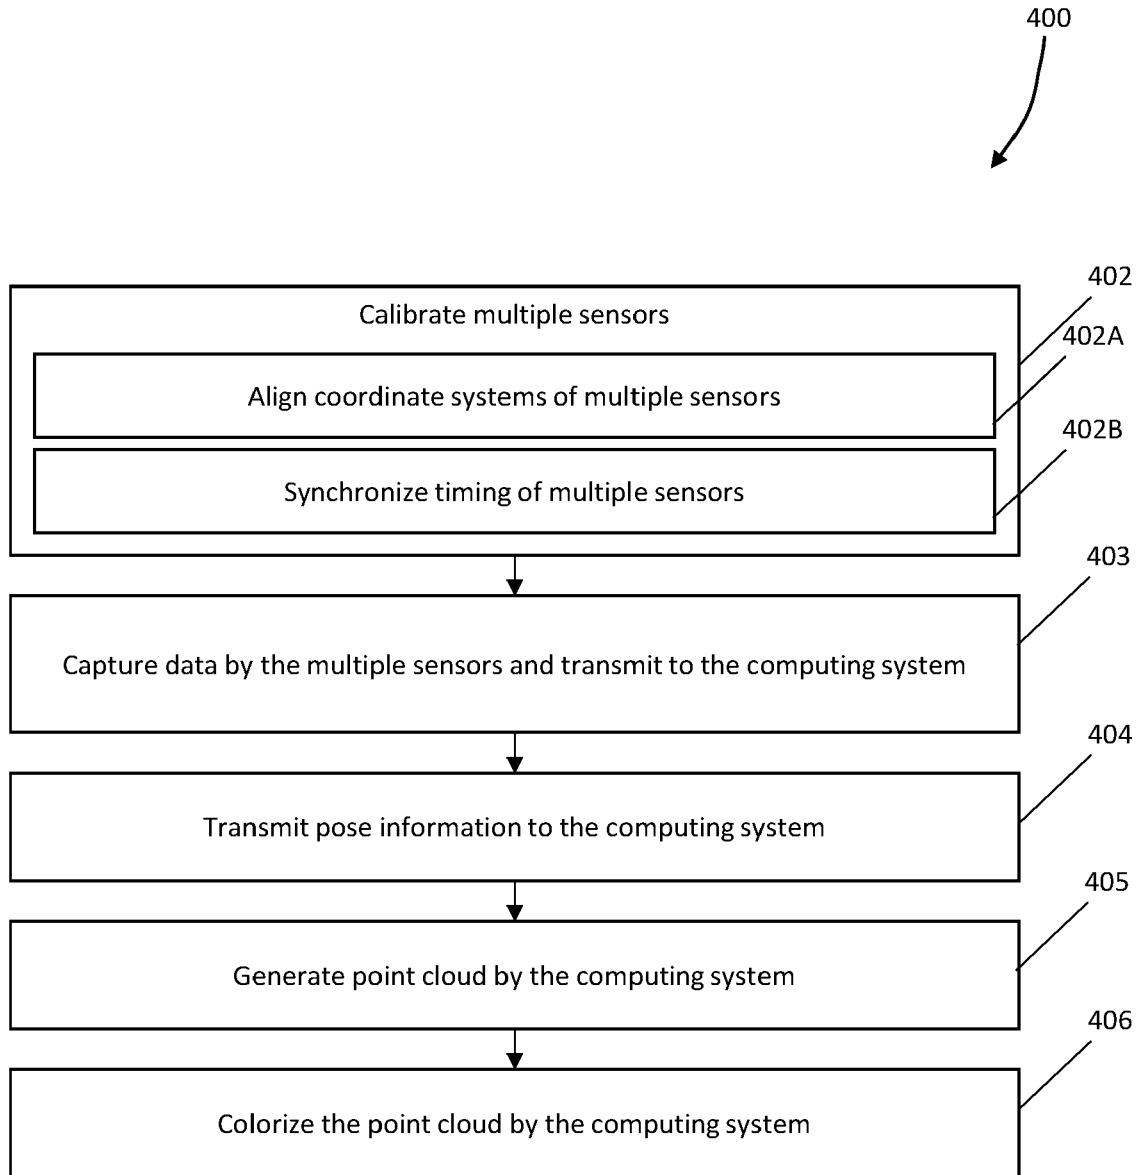 400
402
Calibrate multiple sensors
402A
Align coordinate systems of multiple sensors
402B
Synchronize timing of multiple sensors
403
Capture data by the multiple sensors and transmit to the computing system
404
Transmit pose information to the computing system
405
Generate point cloud by the computing system
406
Colorize the point cloud by the computing system